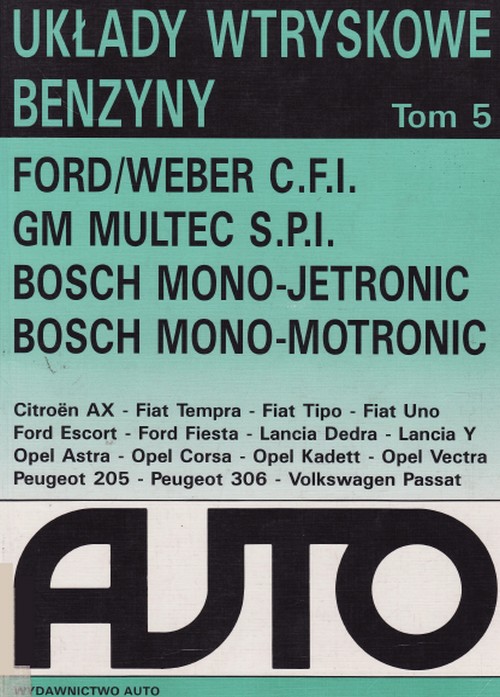 UKŁADY WTRYSKOWE
BENZYNY
Tom 5
FORD/WEBER C.F.I.
GM MULTEC S.P.I.
BOSCH MONO-JETRONIC
BOSCH MONO-MOTRONIC
Citroën AX - Fiat Tempra - Fiat Tipo - Fiat Uno
Ford Escort - Ford Fiesta - Lancia Dedra - Lancia Y
Opel Astra - Opel Corsa - Opel Kadett - Opel Vectra
Peugeot 205 - Peugeot 306 - Volkswagen Passat
AUTO
WYDAWNICTWO AUTO